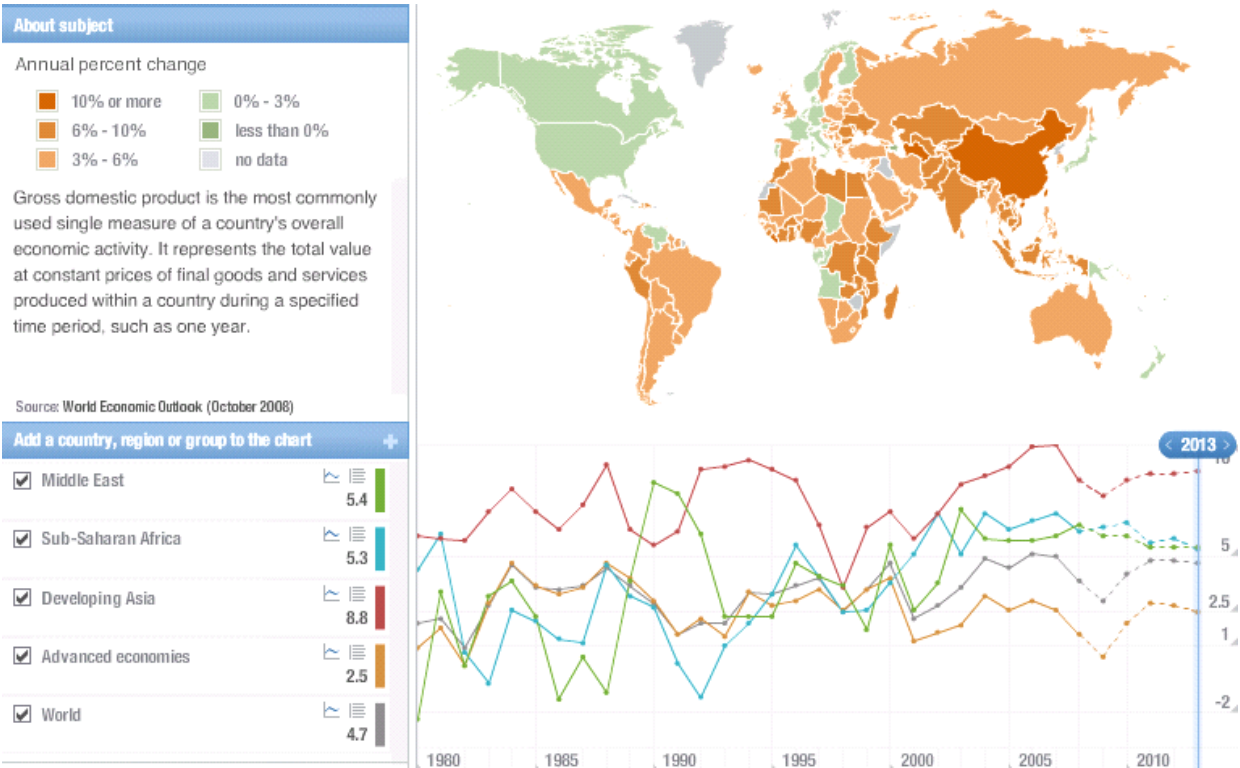 About subject
Annual percent change
10% or more
0% - 3%
6% - 10%
less than 0%
3% - 6%
no data
Gross domestic product is the most commonly
used single measure of a country's overall
economic activity. It represents the total value
at constant prices of final goods and services
produced within a country during a specified
time period, such as one year.
Source: World Economic Outlook (October 2008)
Add a country, region or group to the chart +
Middle East
5.4
Sub-Saharan Africa
5.3
Developing Asia
8.8
Advanced economies
2.5
World
4.7
< 2013 >
5
2.5
1
-2
1980 1985 1990 1995 2000 2005 2010